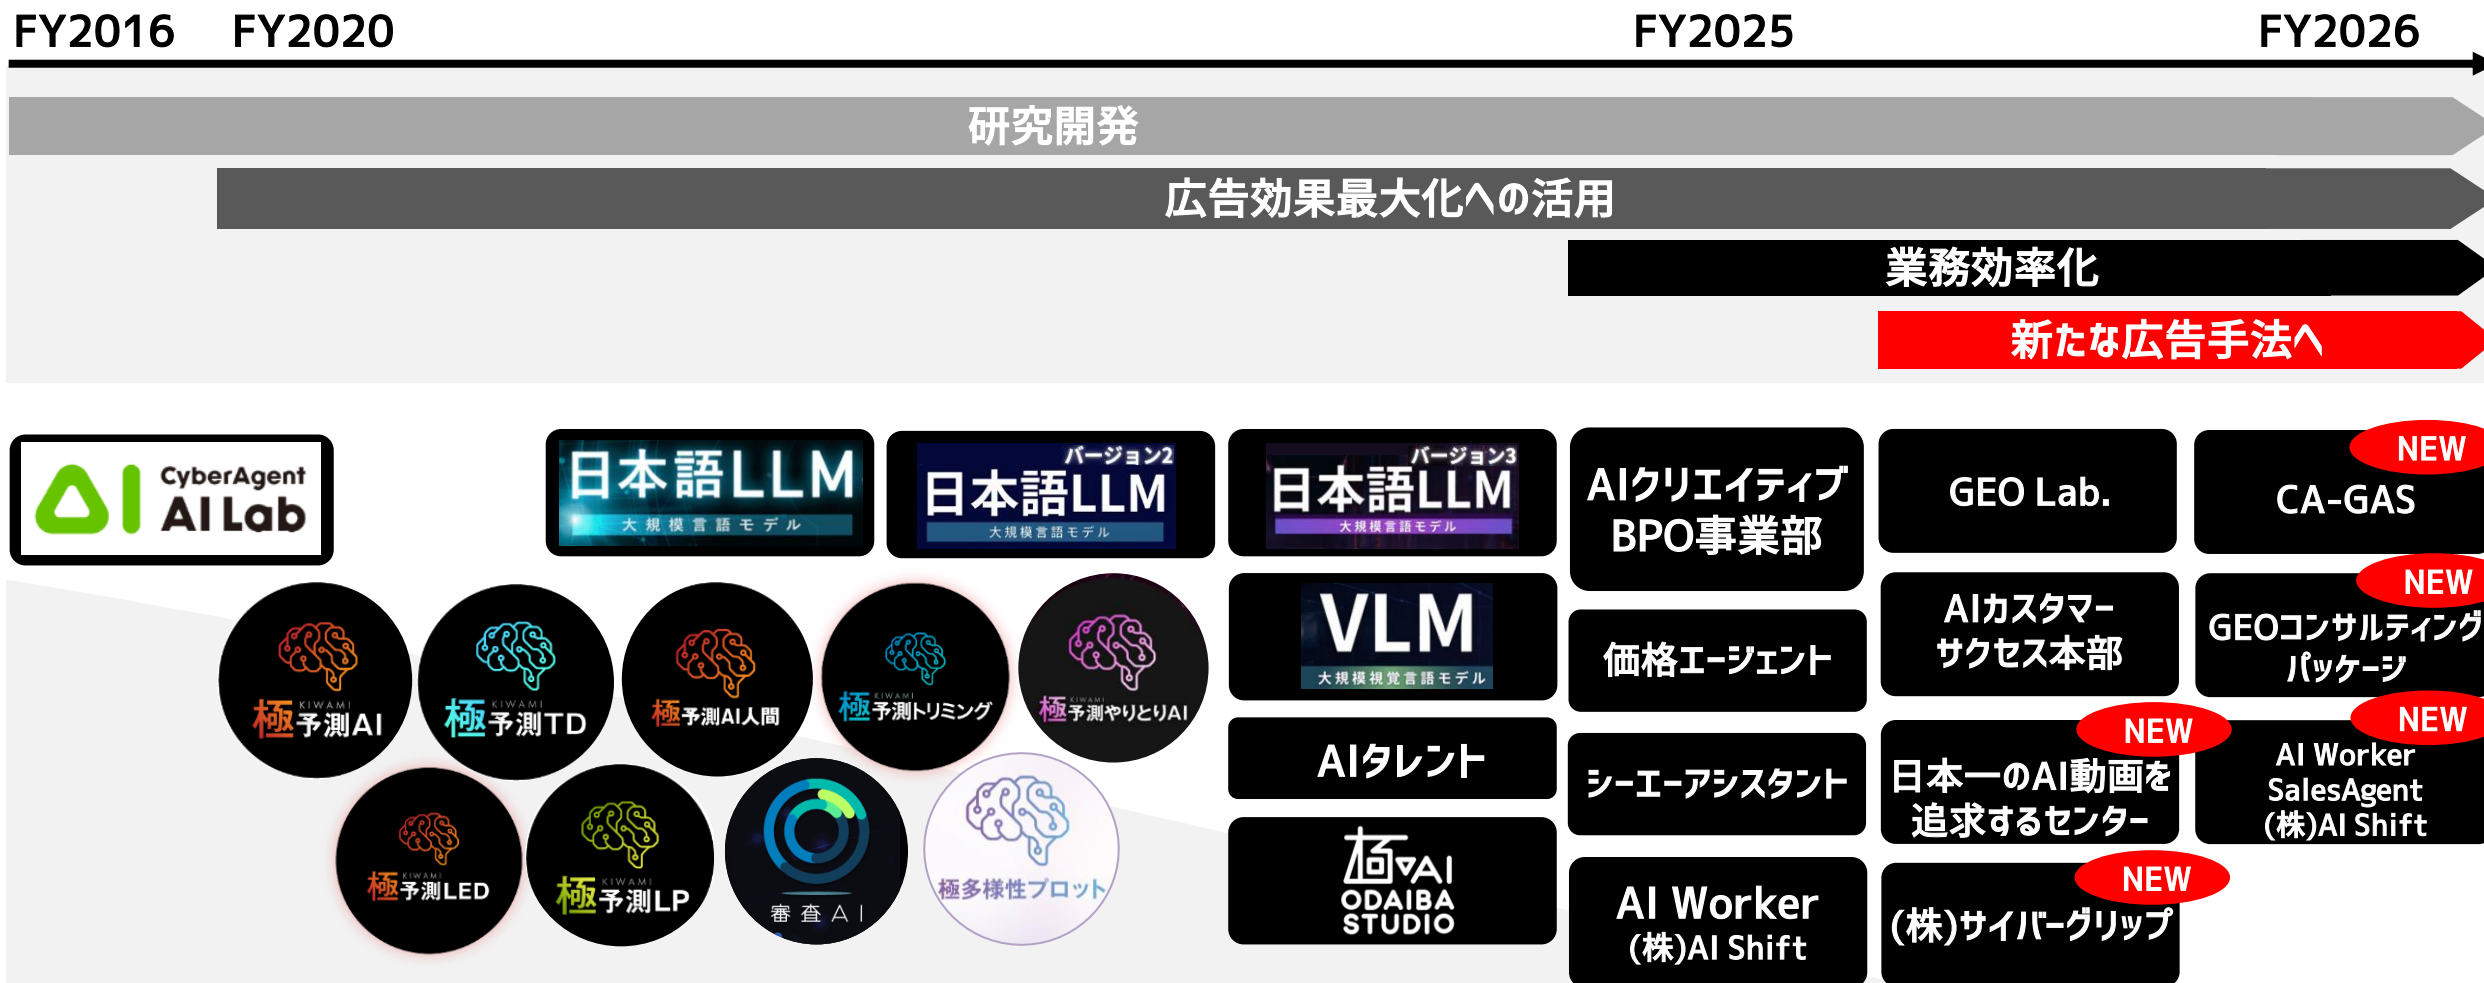 FY2016
FY2020
FY2025
FY2026
研究開発
広告効果最大化への活用
業務効率化
新たな広告手法へ
CyberAgent
AI Lab
日本語LLM
大規模言語モデル
バージョン2
日本語LLM
大規模言語モデル
バージョン3
日本語LLM
大規模言語モデル
AIクリエイティブ
BPO事業部
GEO Lab.
NEW
CA-GAS
KIWAMI
極予測AI
KIWAMI
極予測TD
極予測AI人間
KIWAMI
極予測トリミング
KIWAMI
極予測やりとりAI
VLM
大規模視覚言語モデル
価格エージェント
AIカスタマー
サクセス本部
NEW
GEOコンサルティング
パッケージ
KIWAMI
極予測LED
KIWAMI
極予測LP
審査AI
極多様性プロット
AIタレント
シーエーアシスタント
NEW
日本一のAI動画を
追求するセンター
NEW
AI Worker
SalesAgent
(株)AI Shift
極AI
ODAIBA
STUDIO
AI Worker
(株)AI Shift
NEW
(株)サイバーグリップ